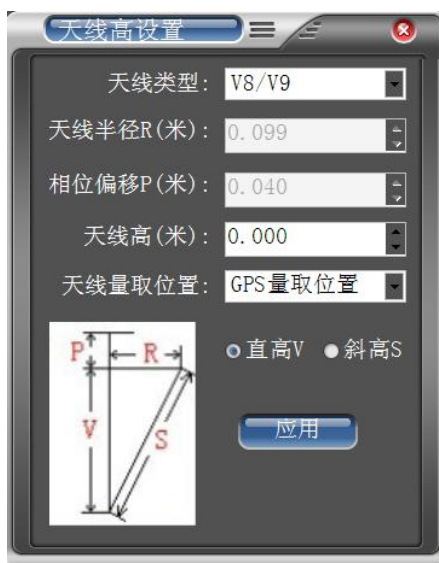 天线高设置
天线类型: V8/V9
天线半径R(米): 0.099
相位偏移P(米): 0.040
天线高(米): 0.000
天线量取位置: GPS量取位置
直高V 斜高S
P R
V S
应用